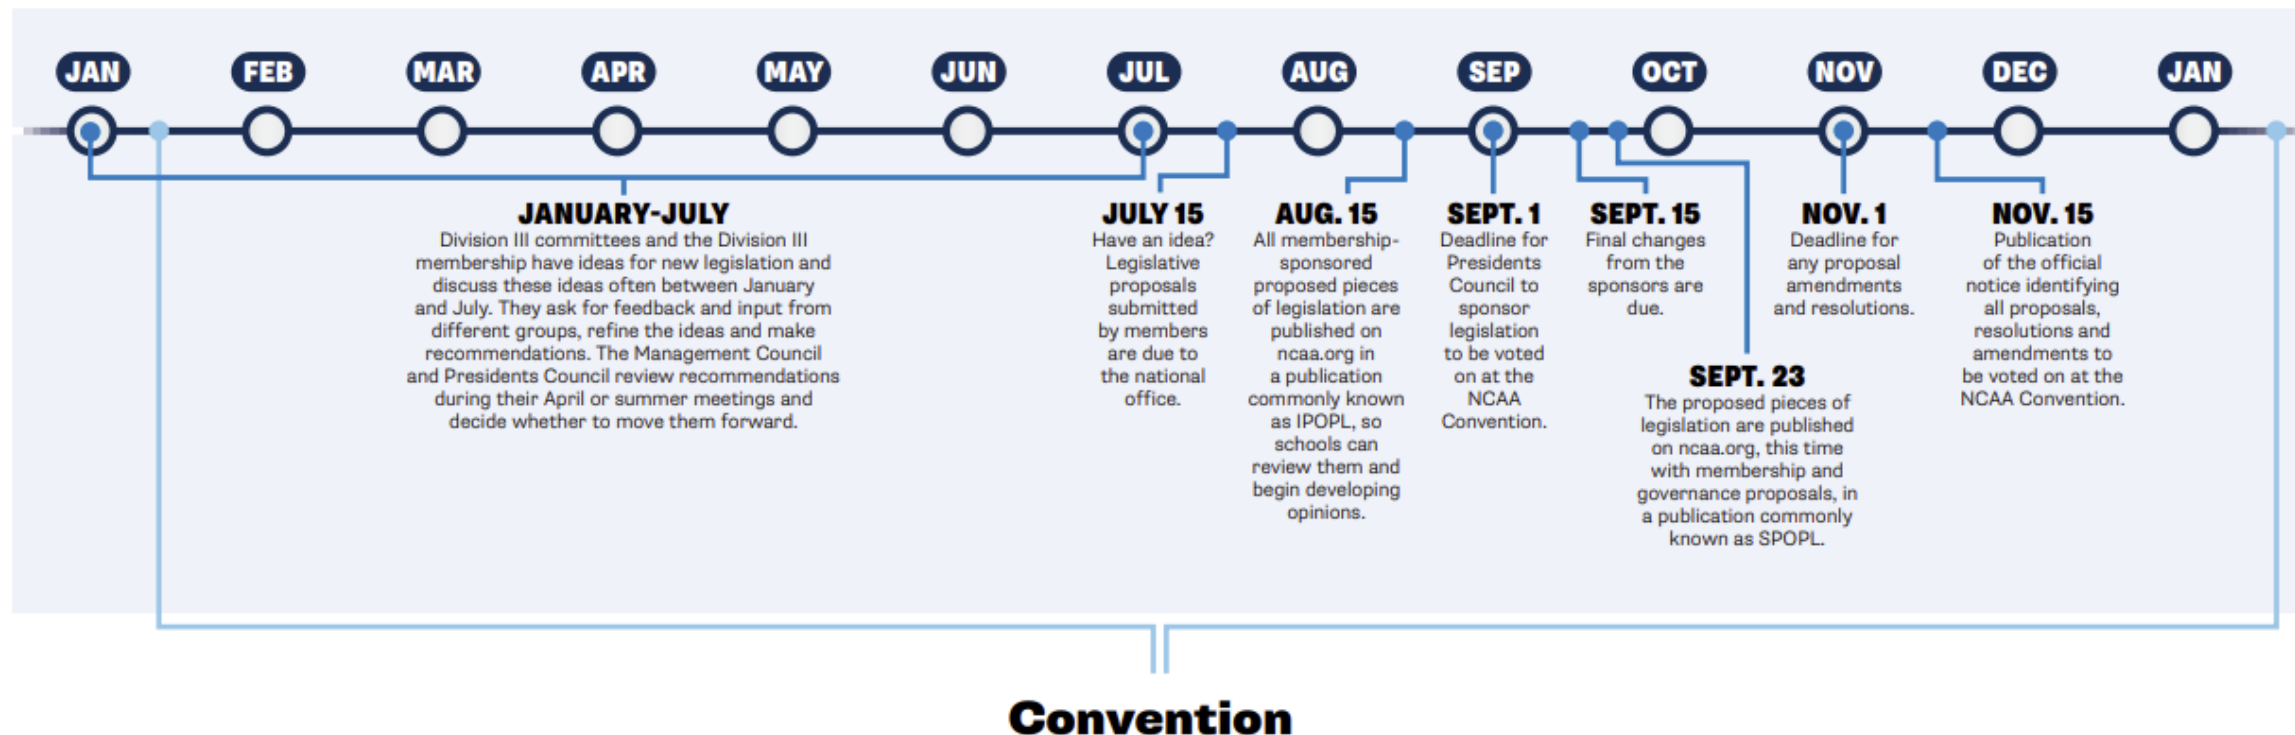 JAN
FEB
MAR
APR
MAY
JUN
JUL
AUG
SEP
OCT
NOV
DEC
JAN
JANUARY-JULY
Division III committees and the Division III
membership have ideas for new legislation and
discuss these ideas often between January
and July. They ask for feedback and input from
different groups, refine the ideas and make
recommendations. The Management Council
and Presidents Council review recommendations
during their April or summer meetings and
decide whether to move them forward.
JULY 15
Have an idea?
Legislative
proposals
submitted
by members
are due to
the national
office.
AUG. 15
All membership-
sponsored
proposed pieces
of legislation are
published on
ncaa.org in
a publication
commonly known
as IPOPL, so
schools can
review them and
begin developing
opinions.
SEPT. 1
Deadline for
Presidents
Council to
sponsor
legislation
to be voted
on at the
NCAA
Convention.
SEPT. 15
Final changes
from the
sponsors are
due.
SEPT. 23
The proposed pieces of
legislation are published
on ncaa.org, this time
with membership and
governance proposals, in
a publication commonly
known as SPOPL.
NOV. 1
Deadline for
any proposal
amendments
and resolutions.
NOV. 15
Publication
of the official
notice identifying
all proposals,
resolutions and
amendments to
be voted on at the
NCAA Convention.
Convention